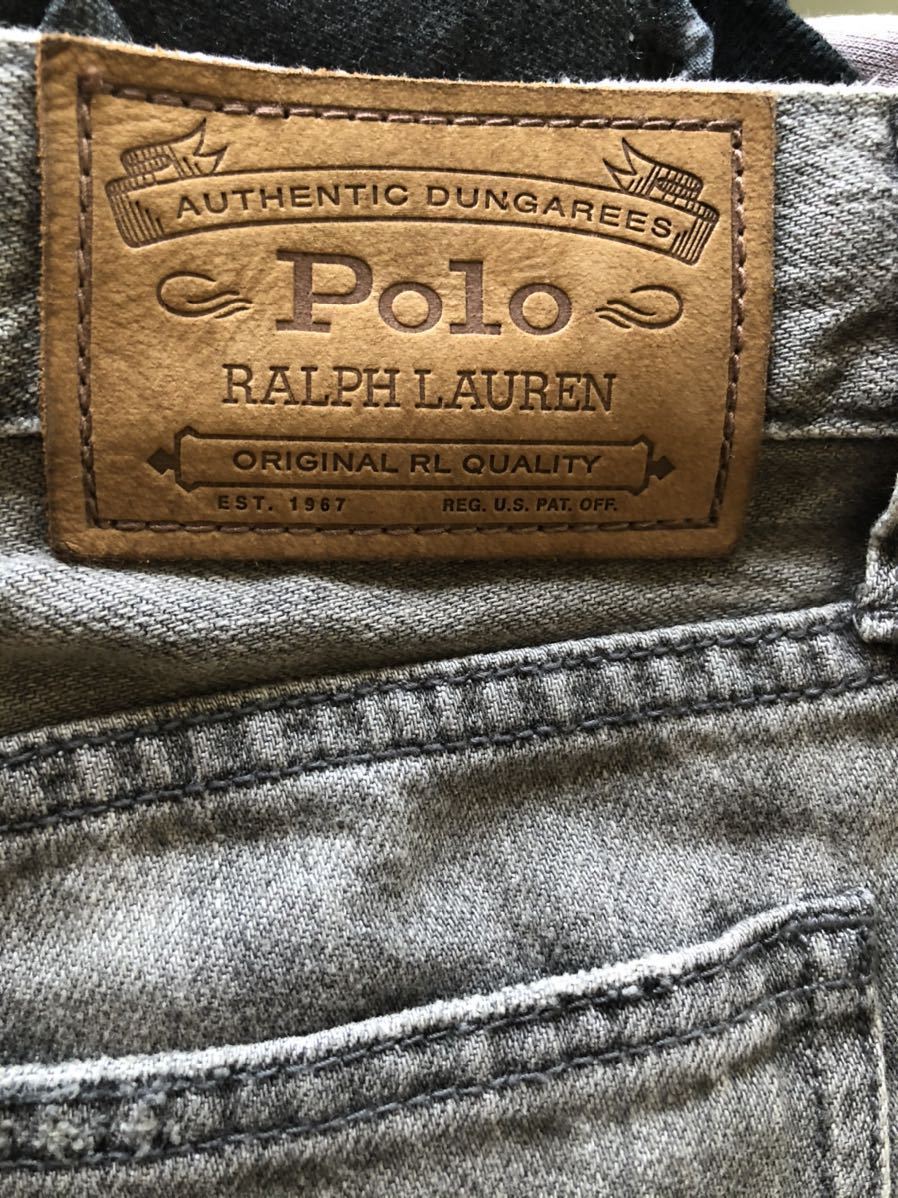 AUTHENTIC DUNGAREES
Polo
RALPH LAUREN
ORIGINAL RL QUALITY
EST. 1967 REG. U.S. PAT. OFF.